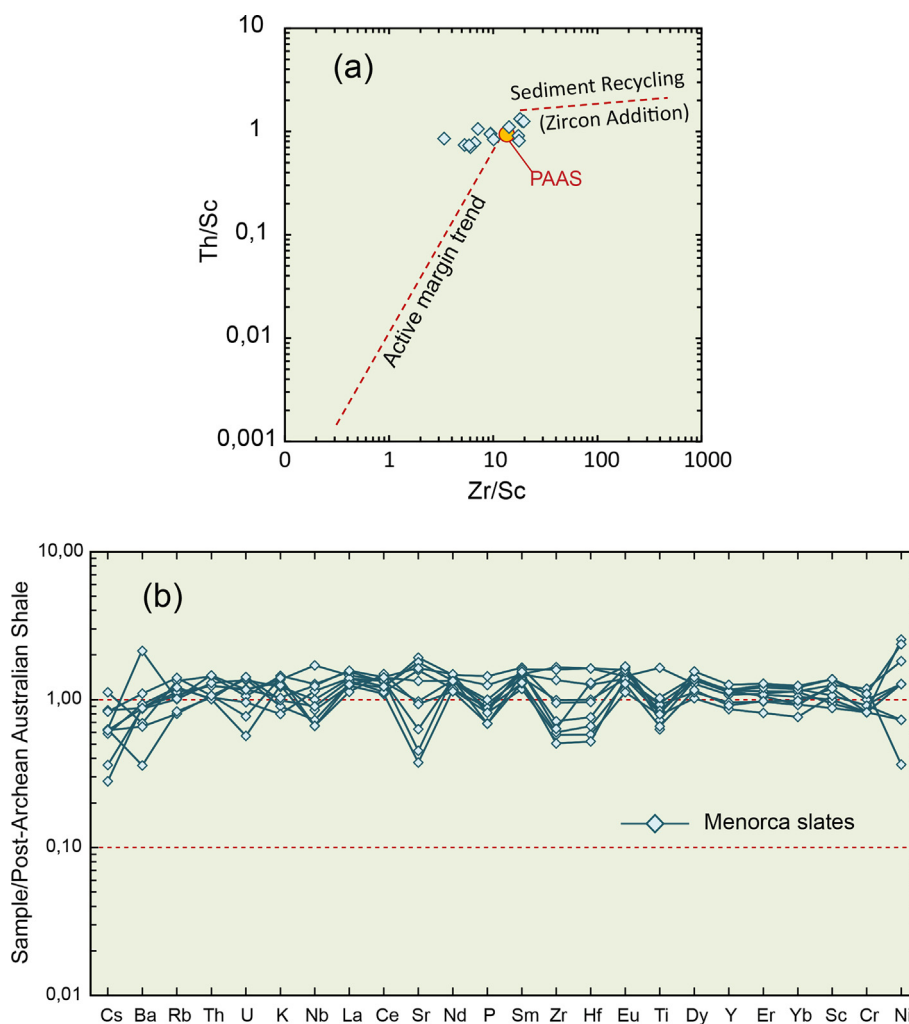 10
(a)
Sediment Recycling
(Zircon Addition)
1
PAAS
Th/Sc
0,1
Active margin trend
0,01
0,001
0 1 10 100 1000
Zr/Sc
10,00
(b)
Sample/Post-Archean Australian Shale
1,00
Menorca slates
0,10
0,01
Cs Ba Rb Th U K Nb La Ce Sr Nd P Sm Zr Hf Eu Ti Dy Y Er Yb Sc Cr